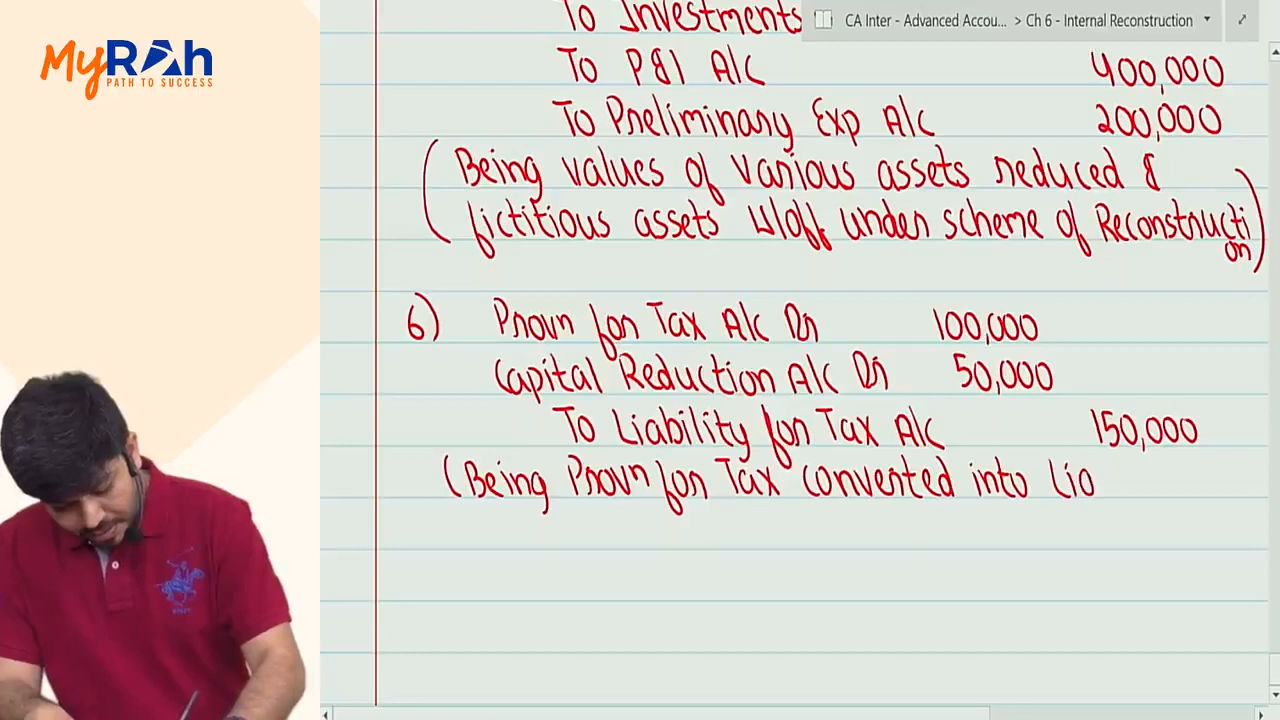 MyRAh
PATH TO SUCCESS
CA Inter - Advanced Accou... > Ch 6 - Internal Reconstruction
To Investments
To P&l A/c 400,000
To Preliminary Exp A/c 200,000
(Being values of various assets reduced &
fictitious assets w/off under scheme of Reconstructi
on)
6) Provn for Tax A/c Dr 100,000
Capital Reduction A/c Dr 50,000
To Liability for Tax A/c 150,000
(Being Provn for Tax converted into Lia